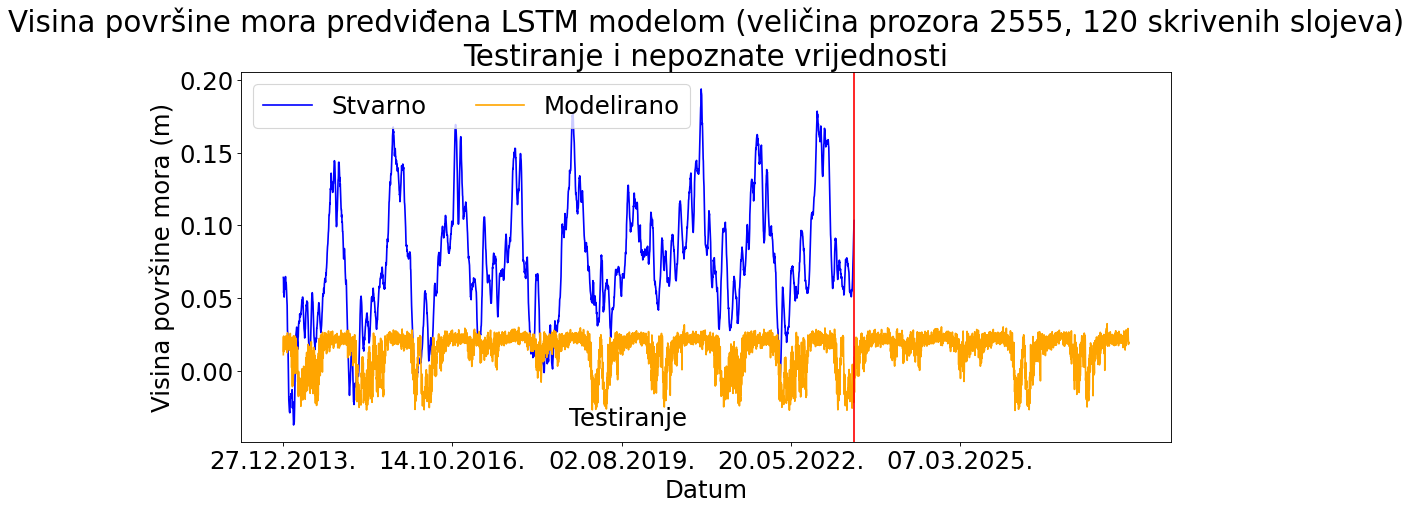 Visina površine mora predviđena LSTM modelom (veličina prozora 2555, 120 skrivenih slojeva)
Testiranje i nepoznate vrijednosti
Stvarno
Modelirano
Visina površine mora (m)
0.20
0.15
0.10
0.05
0.00
Testiranje
27.12.2013.
14.10.2016.
02.08.2019.
20.05.2022.
07.03.2025.
Datum